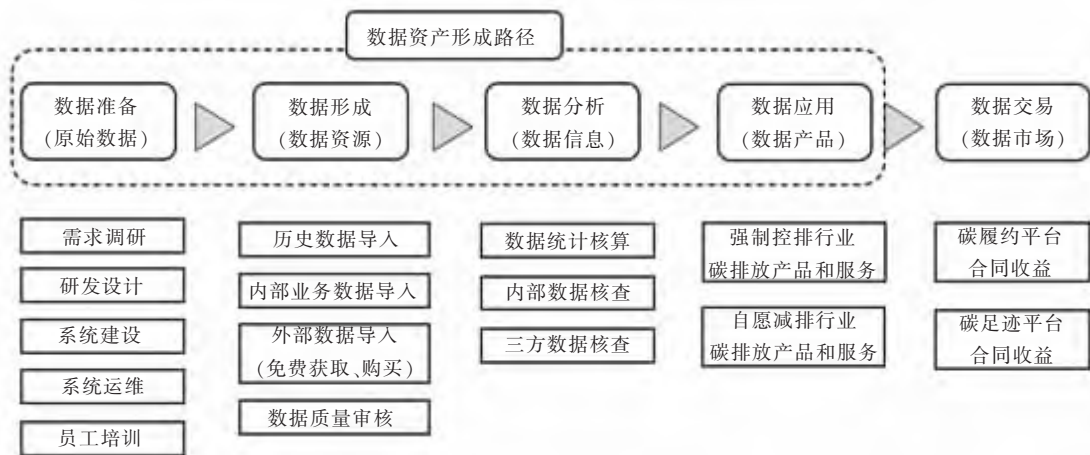 数据资产形成路径
数据准备
(原始数据)
数据形成
(数据资源)
数据分析
(数据信息)
数据应用
(数据产品)
数据交易
(数据市场)
需求调研
研发设计
系统建设
系统运维
员工培训
历史数据导入
内部业务数据导入
外部数据导入
(免费获取、购买)
数据质量审核
数据统计核算
内部数据核查
三方数据核查
强制控排行业
碳排放产品和服务
自愿减排行业
碳排放产品和服务
碳履约平台
合同收益
碳足迹平台
合同收益